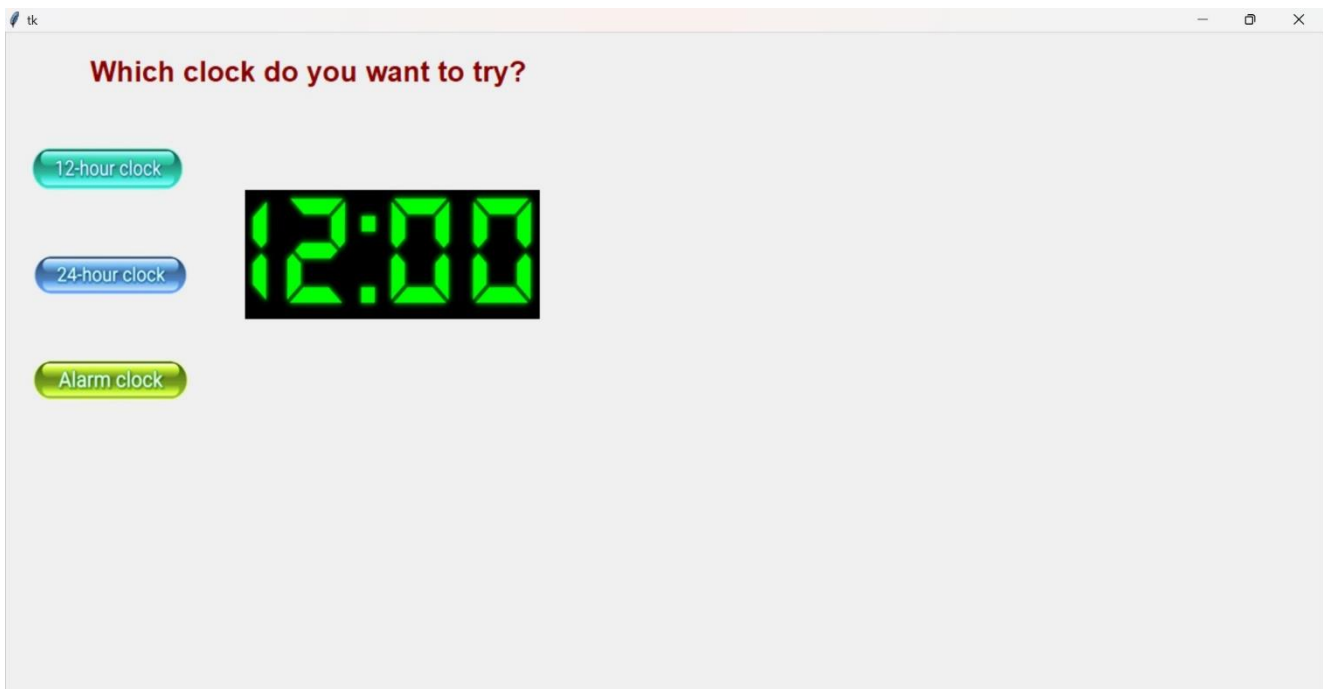 tk
Which clock do you want to try?
12-hour clock
12:00
24-hour clock
Alarm clock